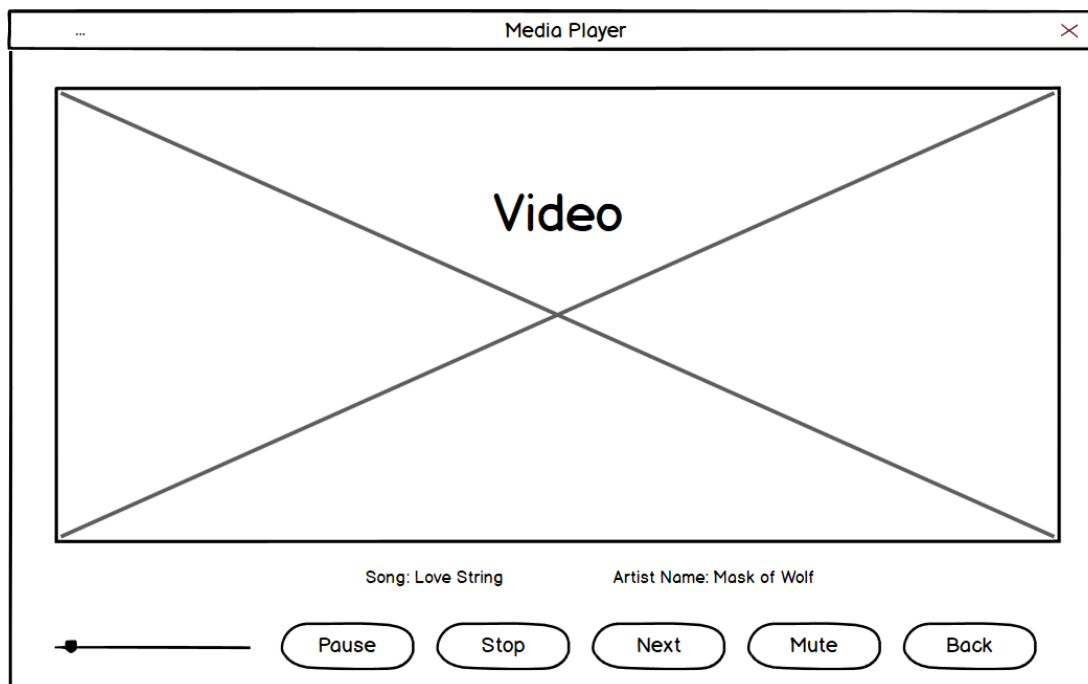 ... Media Player
Video
Song: Love String Artist Name: Mask of Wolf
Pause Stop Next Mute Back